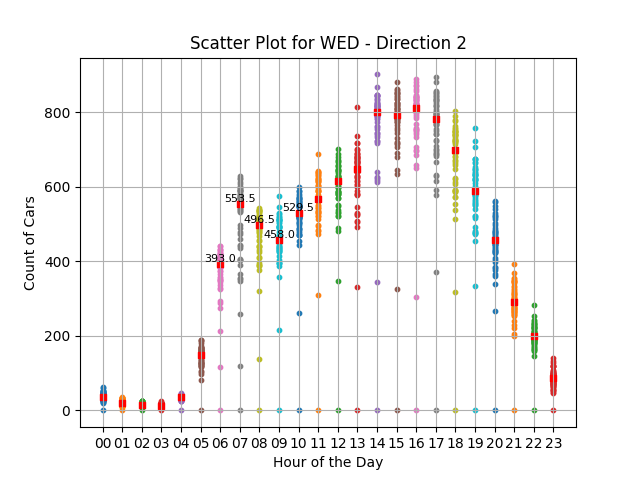 Scatter Plot for WED - Direction 2
Count of Cars
800
600
400
200
0
553.5
529.5
496.5
458.0
393.0
00 01 02 03 04 05 06 07 08 09 10 11 12 13 14 15 16 17 18 19 20 21 22 23
Hour of the Day